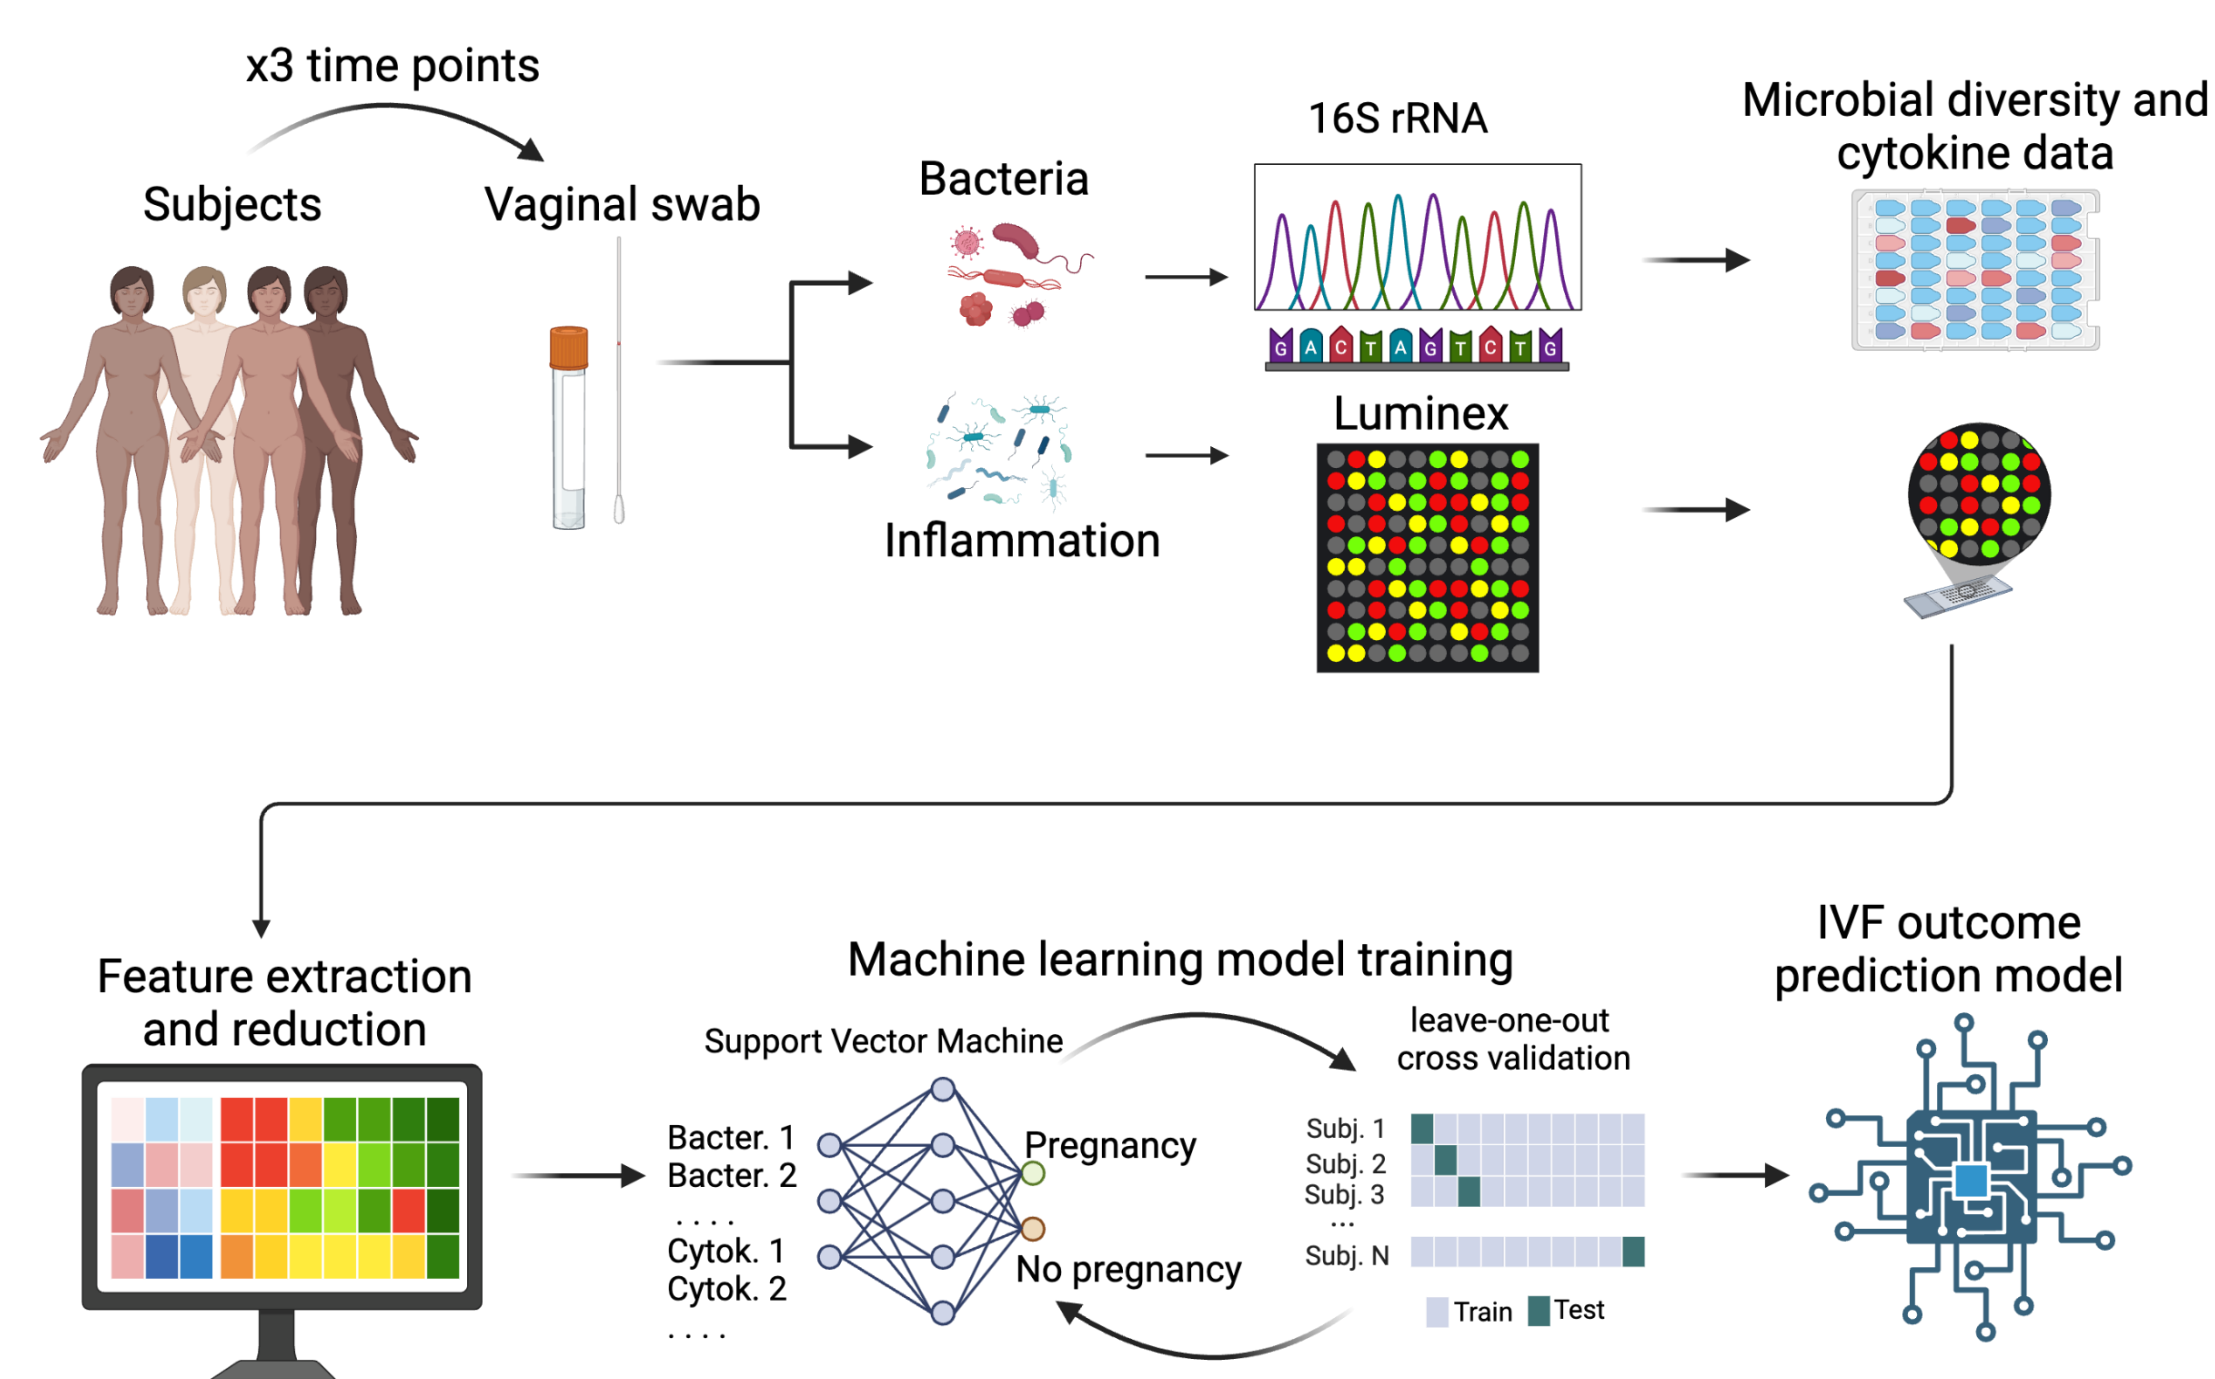 x3 time points
Subjects
Vaginal swab
Bacteria
Inflammation
16S rRNA
G A C T A G T C T G
Luminex
Microbial diversity and
cytokine data
Feature extraction
and reduction
Machine learning model training
Support Vector Machine
Bacter. 1
Bacter. 2
. . . .
Cytok. 1
Cytok. 2
. . . .
Pregnancy
No pregnancy
leave-one-out
cross validation
Subj. 1
Subj. 2
Subj. 3
...
Subj. N
Train
Test
IVF outcome
prediction model